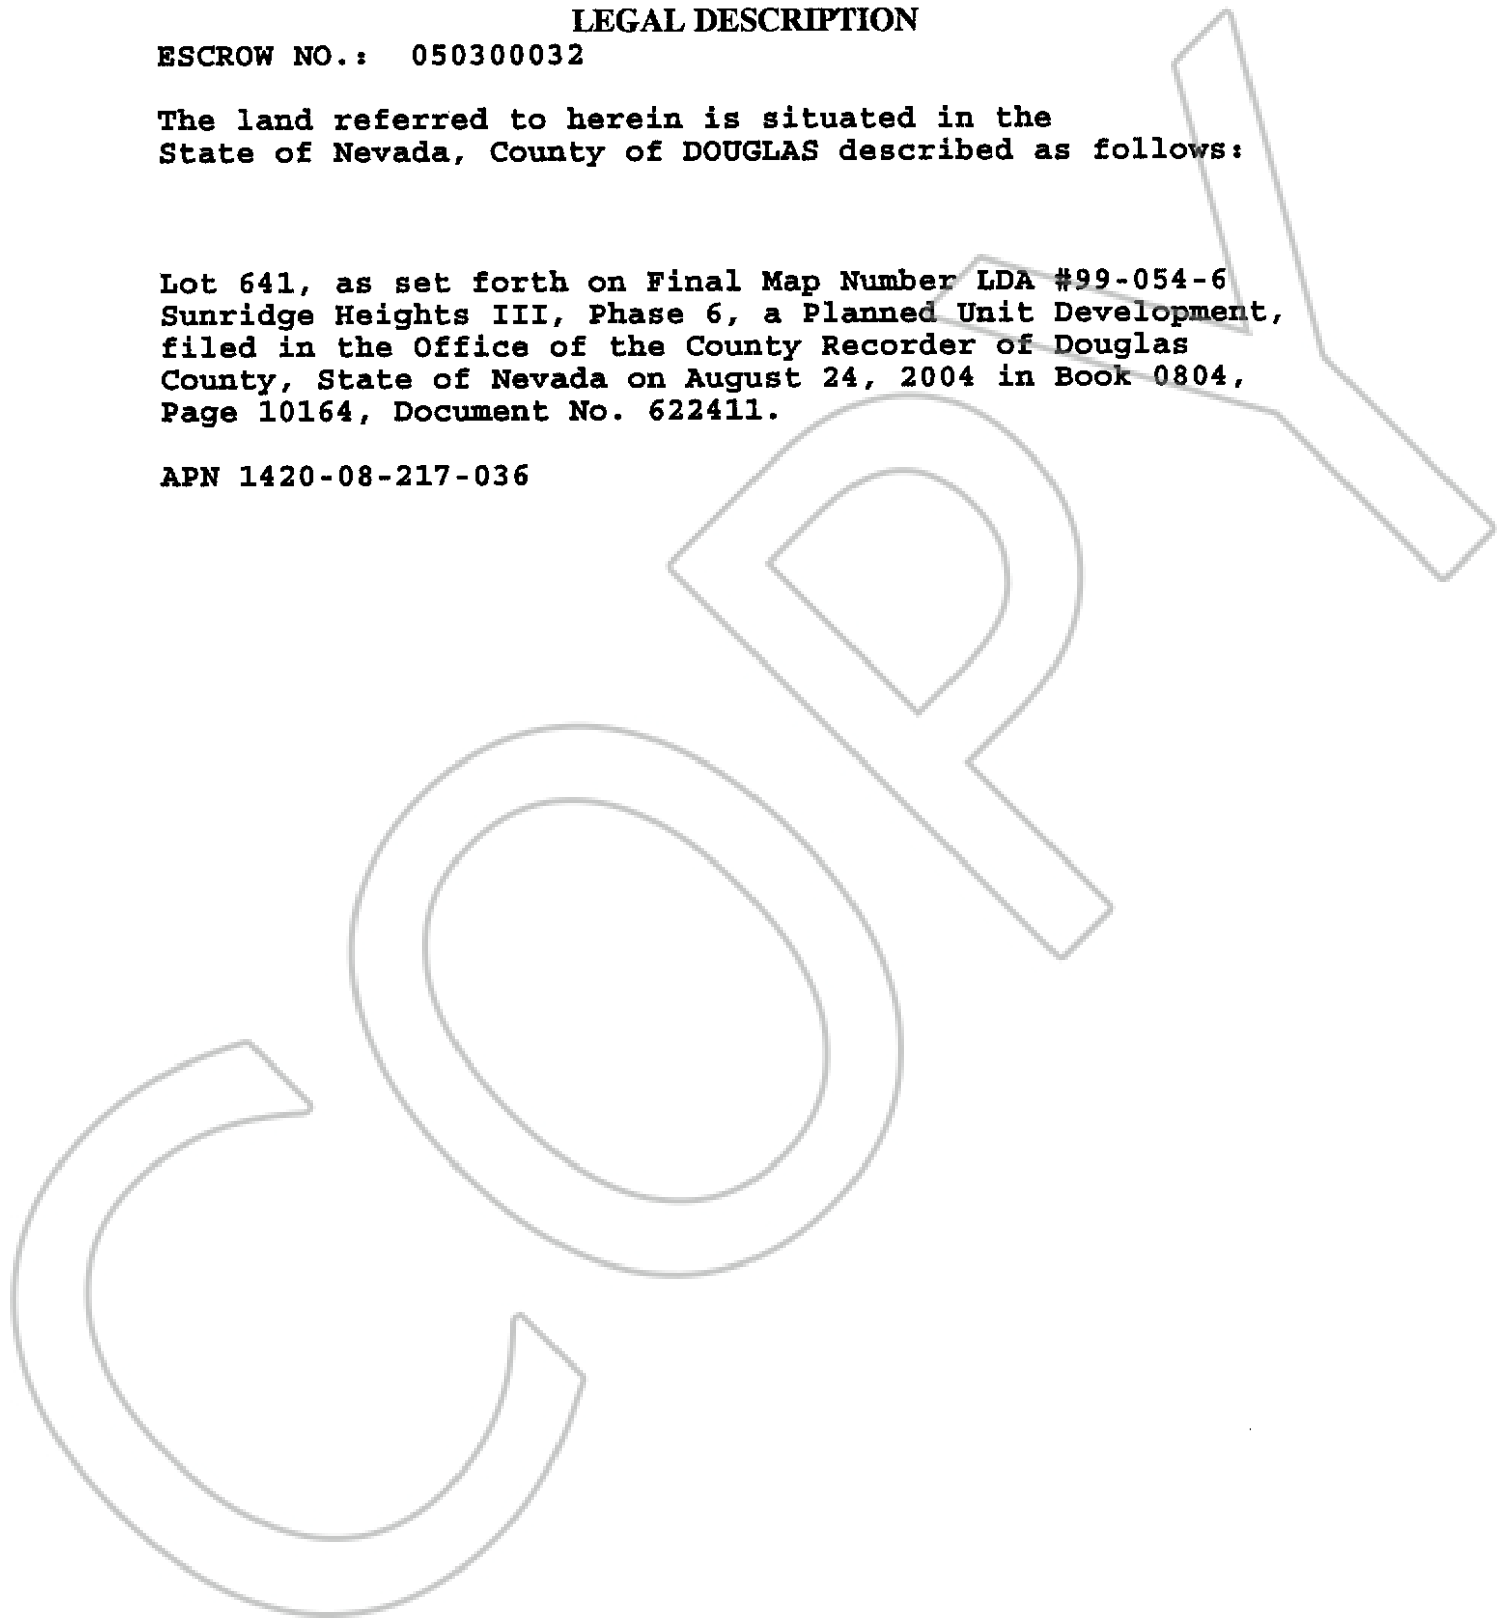 LEGAL DESCRIPTION
ESCROW NO.: 050300032
The land referred to herein is situated in the
State of Nevada, County of DOUGLAS described as follows:
Lot 641, as set forth on Final Map Number LDA #99-054-6
Sunridge Heights III, Phase 6, a Planned Unit Development,
filed in the Office of the County Recorder of Douglas
County, State of Nevada on August 24, 2004 in Book 0804,
Page 10164, Document No. 622411.
APN 1420-08-217-036
COPY